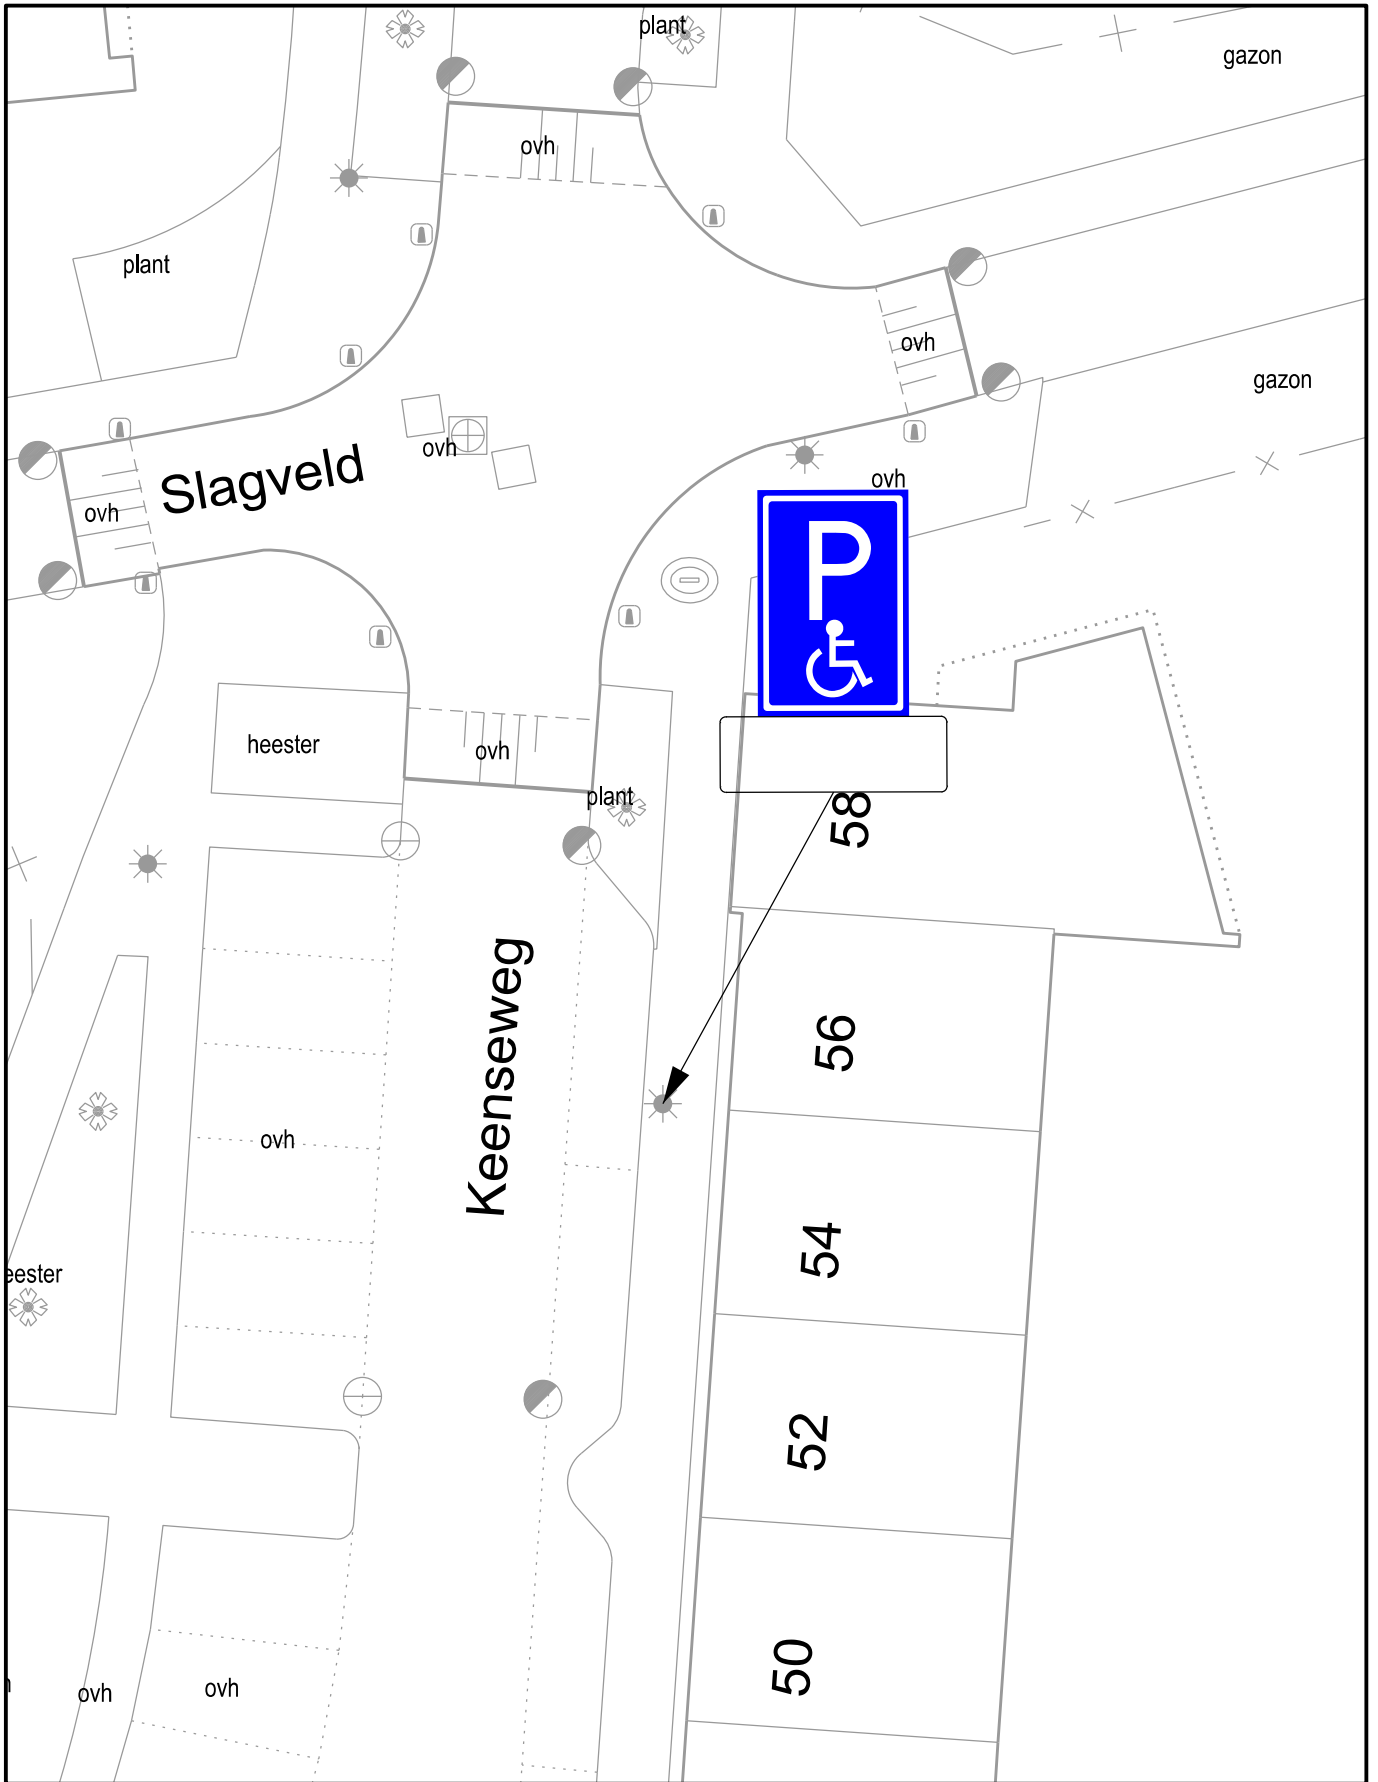 plant
gazon
ovh
plant
ovh
gazon
ovh
Slagveld
ovh
ovh
P
heester
ovh
plant
58
Keenseweg
56
ovh
54
eester
52
50
ovh
ovh